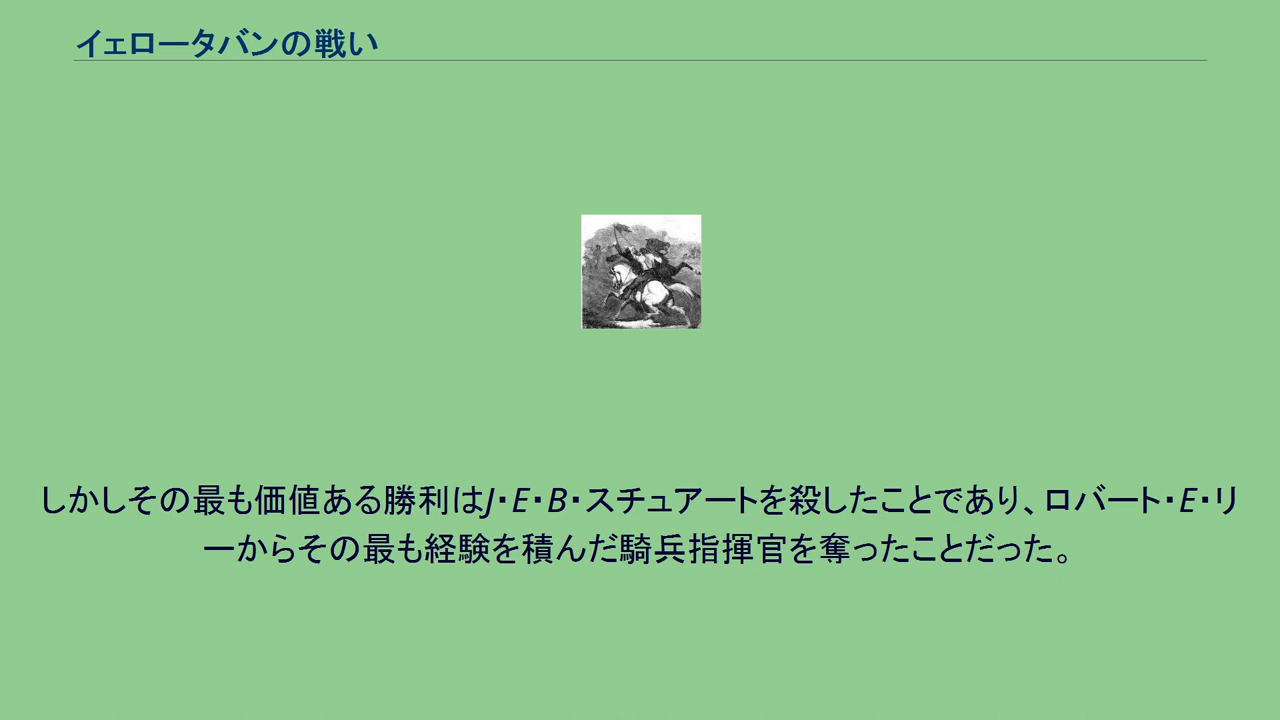 イェロータバンの戦い
しかしその最も価値ある勝利はJ・E・B・スチュアートを殺したことであり、ロバート・E・リ
ーからその最も経験を積んだ騎兵指揮官を奪ったことだった。